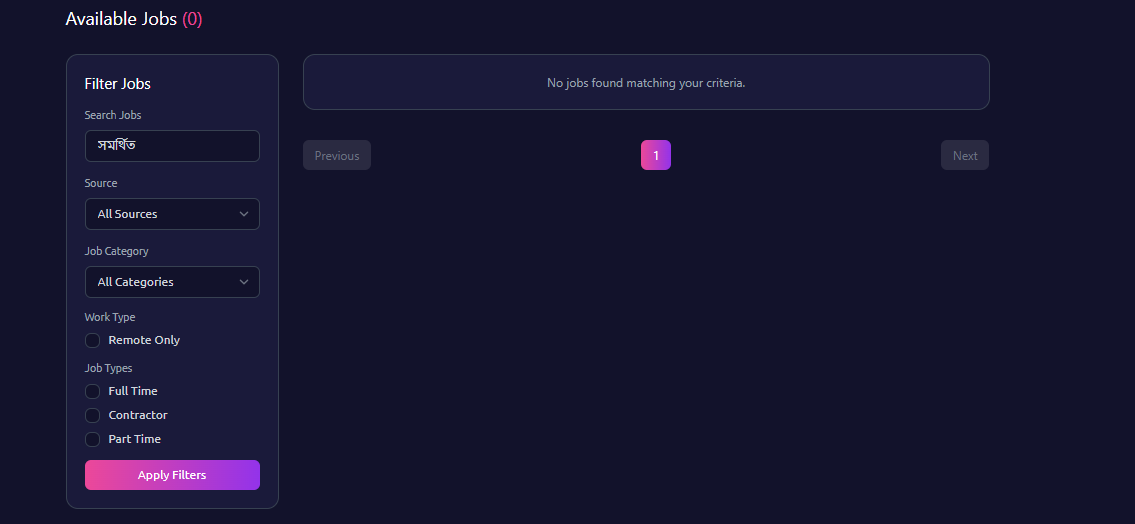 Available Jobs (0)
Filter Jobs
Search Jobs
সমর্থিত
Source
All Sources
Job Category
All Categories
Work Type
Remote Only
Job Types
Full Time
Contractor
Part Time
Apply Filters
No jobs found matching your criteria.
Previous 1 Next